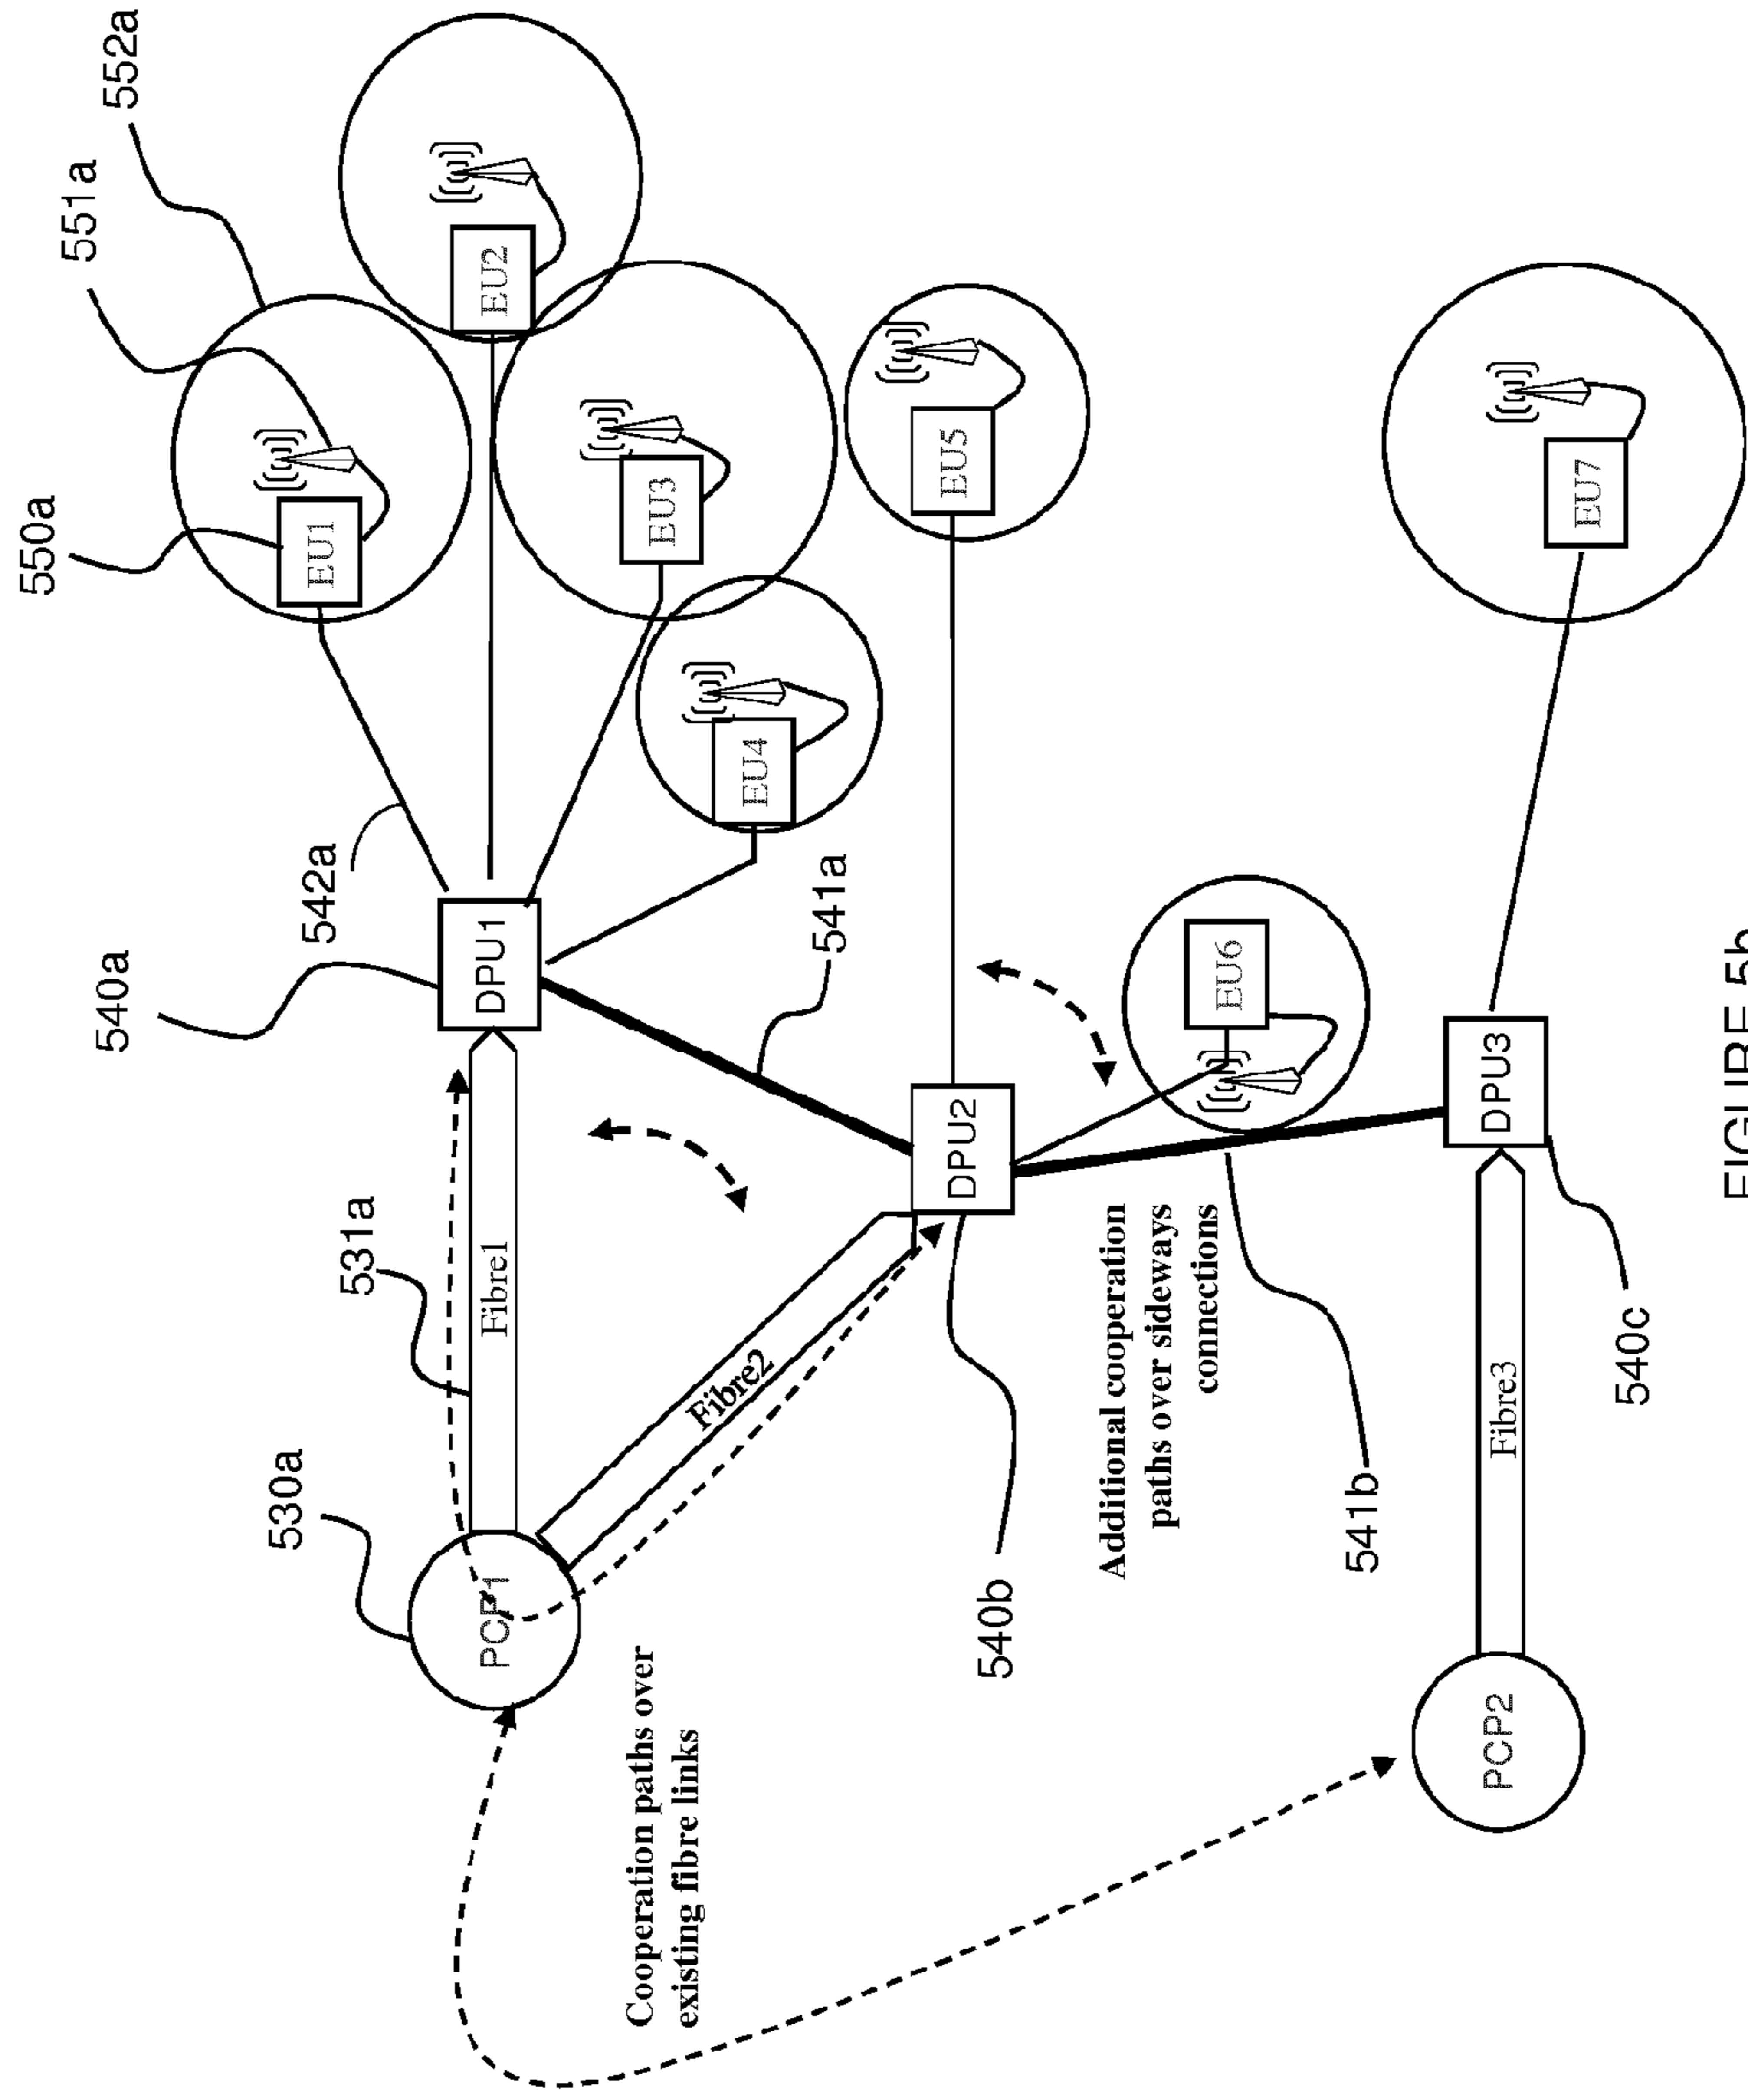 552a
551a
550a
EU2
EU1
EU3
EU5
EU7
EU4
542a
541a
540a
DPU1
EU6
DPU2
DPU3
531a
Fibre1
Fibre2
Fibre3
530a
PCP1
PCP2
540b
540c
541b
Additional cooperation
paths over sideways
connections
Cooperation paths over
existing fibre links
FIGURE 5b